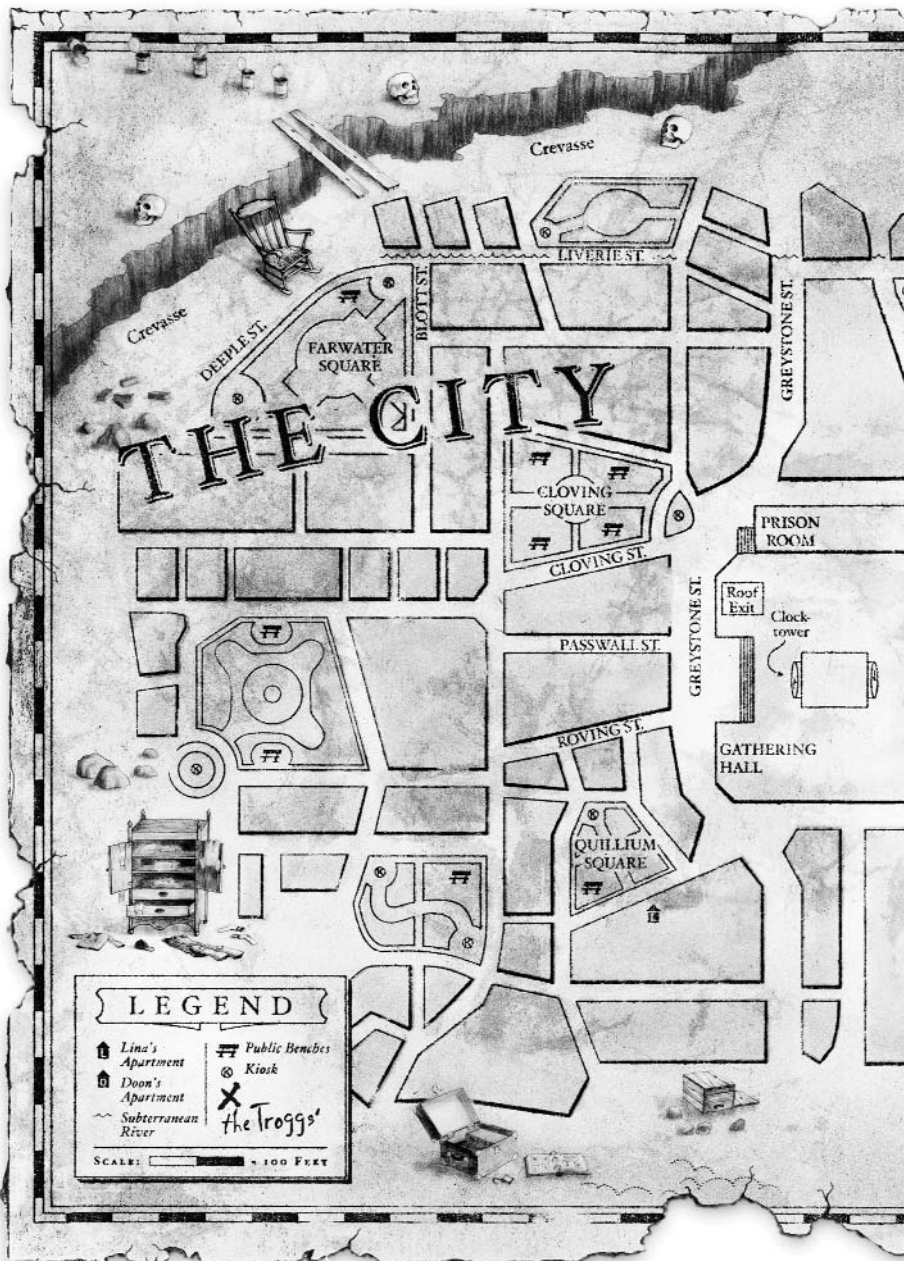 Crevasse
LIVERIE ST.
Crevasse
DEEPLE ST.
BLOTT ST.
GREYSTONE ST.
FARWATER
SQUARE
THE CITY
CLOVING
SQUARE
CLOVING ST.
PRISON
ROOM
Roof
Exit
Clock-
tower
GREYSTONE ST.
PASSWALL ST.
ROVING ST.
GATHERING
HALL
QUILLIUM
SQUARE
L
LEGEND
L Lina's
Apartment
D Doon's
Apartment
Subterranean
River
Public Benches
K Kiosk
the Troggs'
SCALE: = 100 FEET